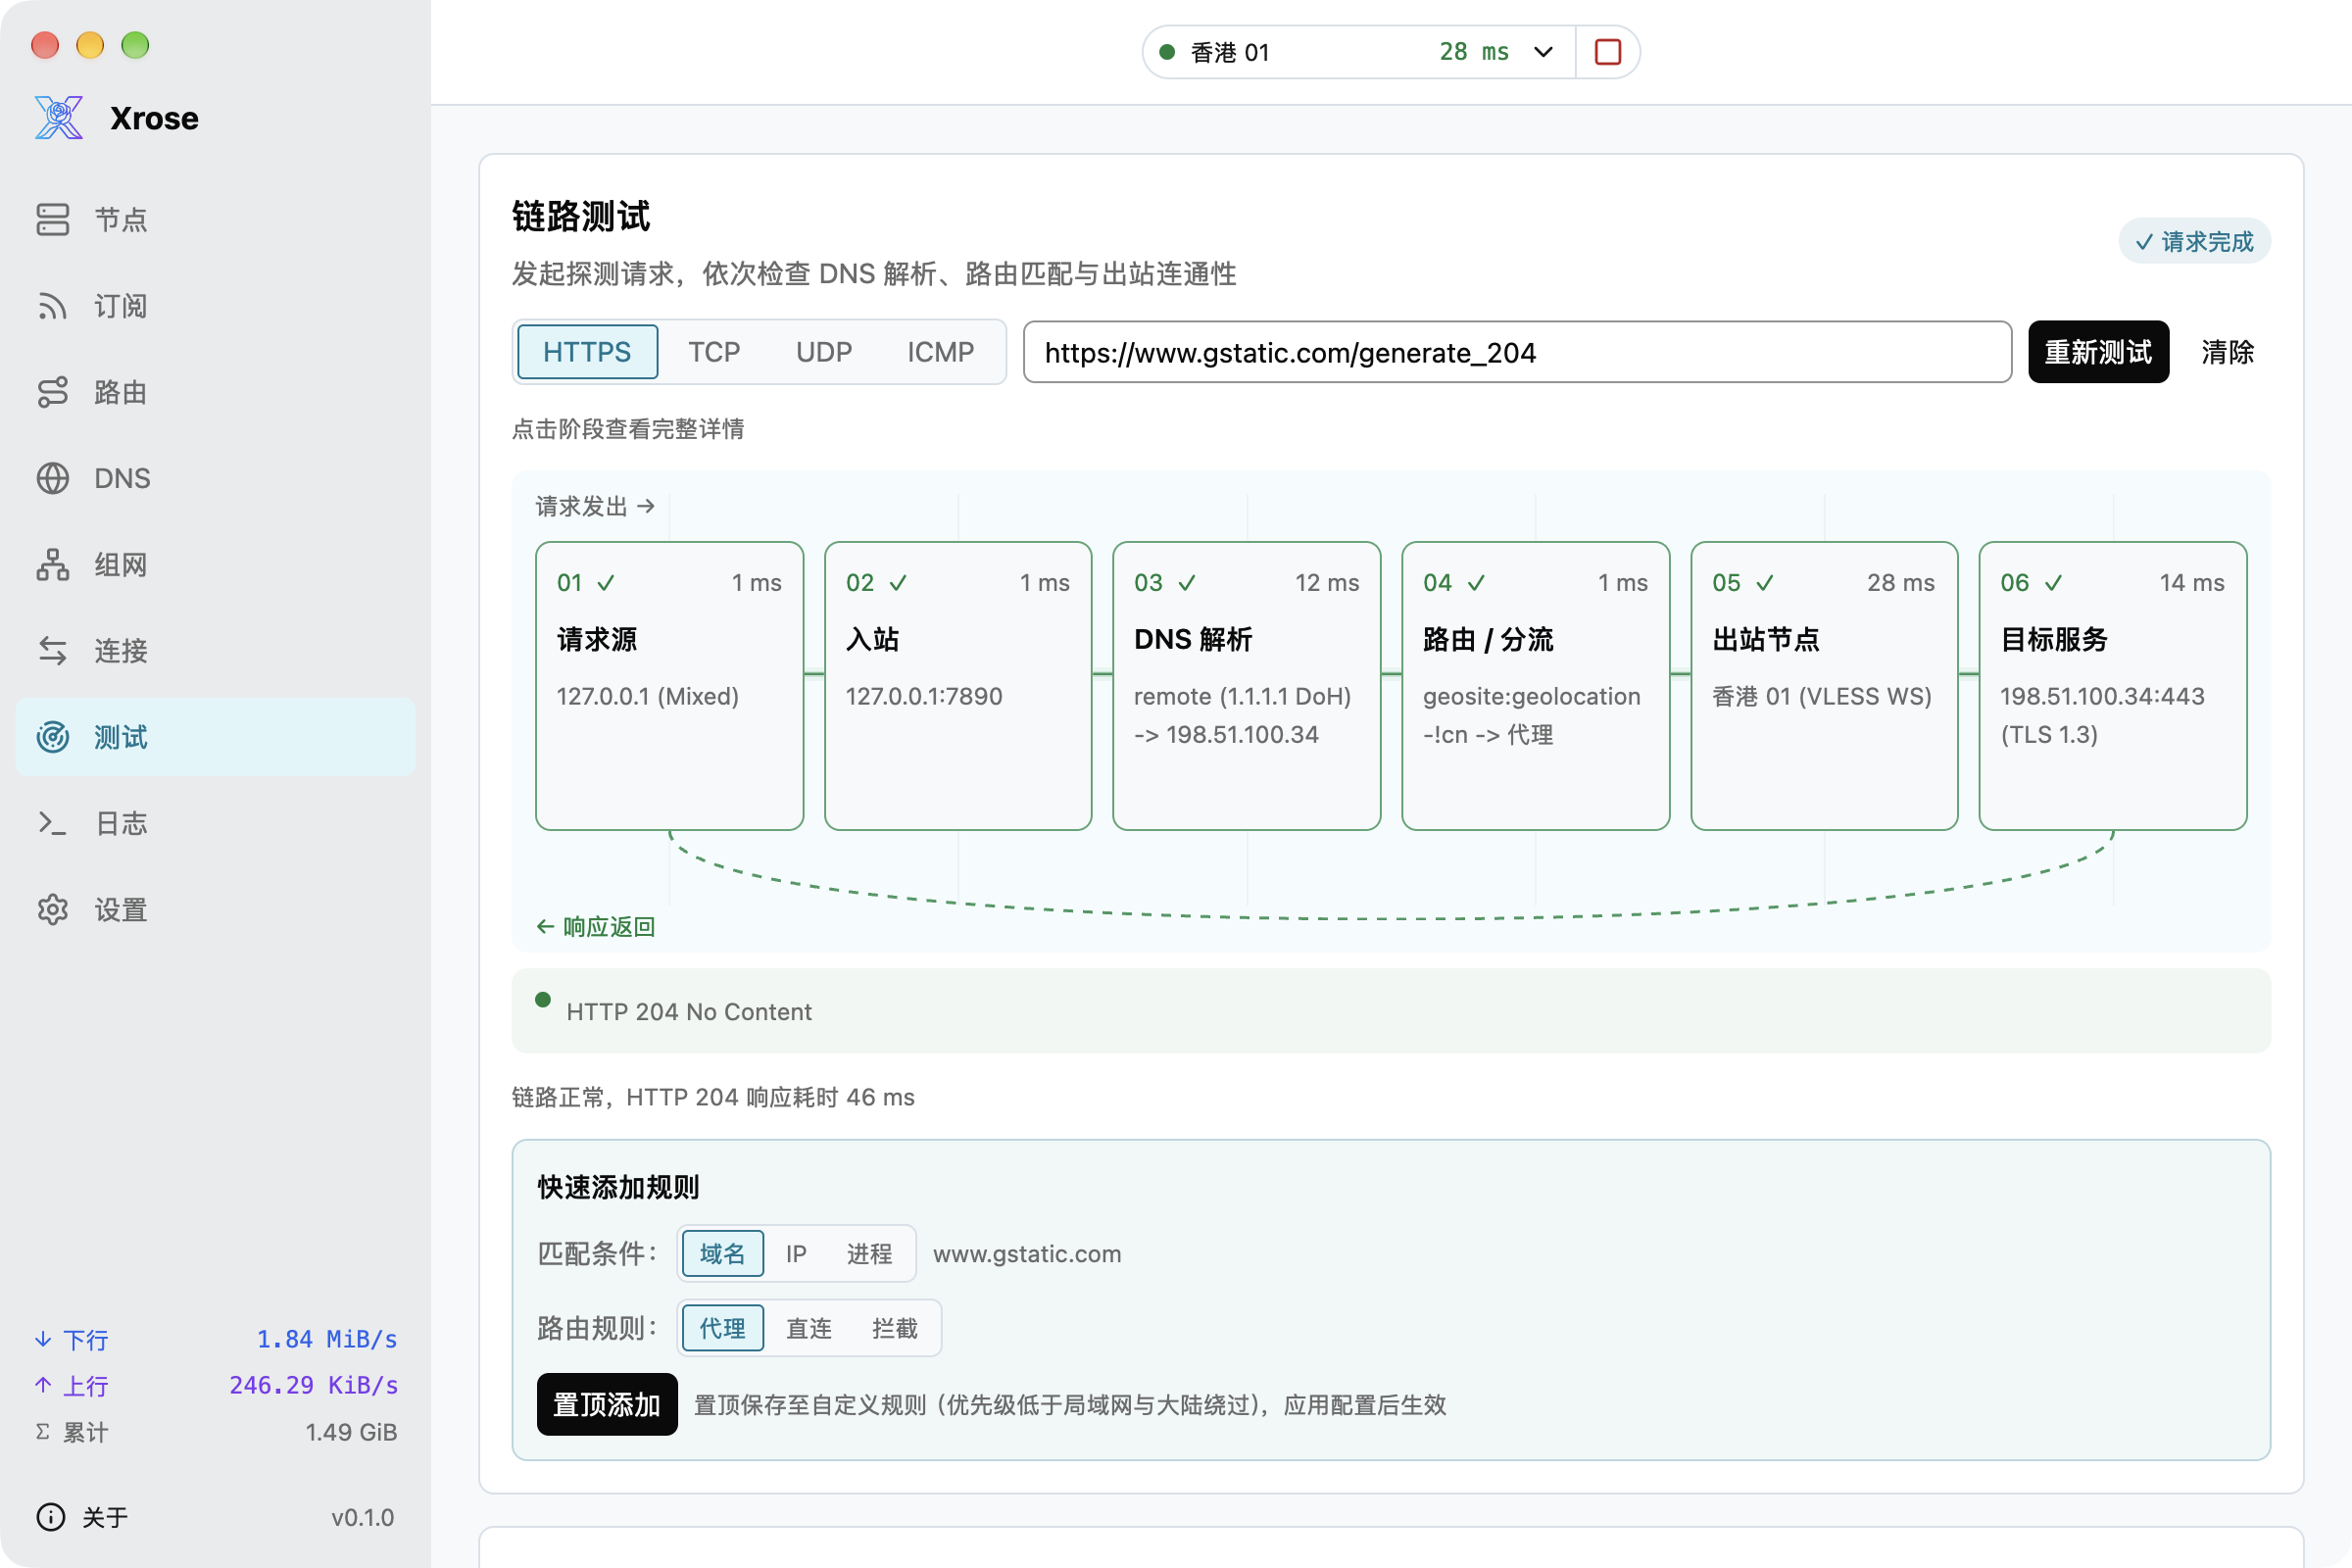 Xrose
节点
订阅
路由
DNS
组网
连接
测试
日志
设置
↓ 下行 1.84 MiB/s
↑ 上行 246.29 KiB/s
Σ 累计 1.49 GiB
关于 v0.1.0
香港 01 28 ms
链路测试
✓ 请求完成
发起探测请求，依次检查 DNS 解析、路由匹配与出站连通性
HTTPS TCP UDP ICMP https://www.gstatic.com/generate_204 重新测试 清除
点击阶段查看完整详情
请求发出 →
01 ✓ 1 ms
请求源
127.0.0.1 (Mixed)
02 ✓ 1 ms
入站
127.0.0.1:7890
03 ✓ 12 ms
DNS 解析
remote (1.1.1.1 DoH)
-> 198.51.100.34
04 ✓ 1 ms
路由 / 分流
geosite:geolocation
-!cn -> 代理
05 ✓ 28 ms
出站节点
香港 01 (VLESS WS)
06 ✓ 14 ms
目标服务
198.51.100.34:443
(TLS 1.3)
← 响应返回
HTTP 204 No Content
链路正常，HTTP 204 响应耗时 46 ms
快速添加规则
匹配条件： 域名 IP 进程 www.gstatic.com
路由规则： 代理 直连 拦截
置顶添加 置顶保存至自定义规则（优先级低于局域网与大陆绕过），应用配置后生效